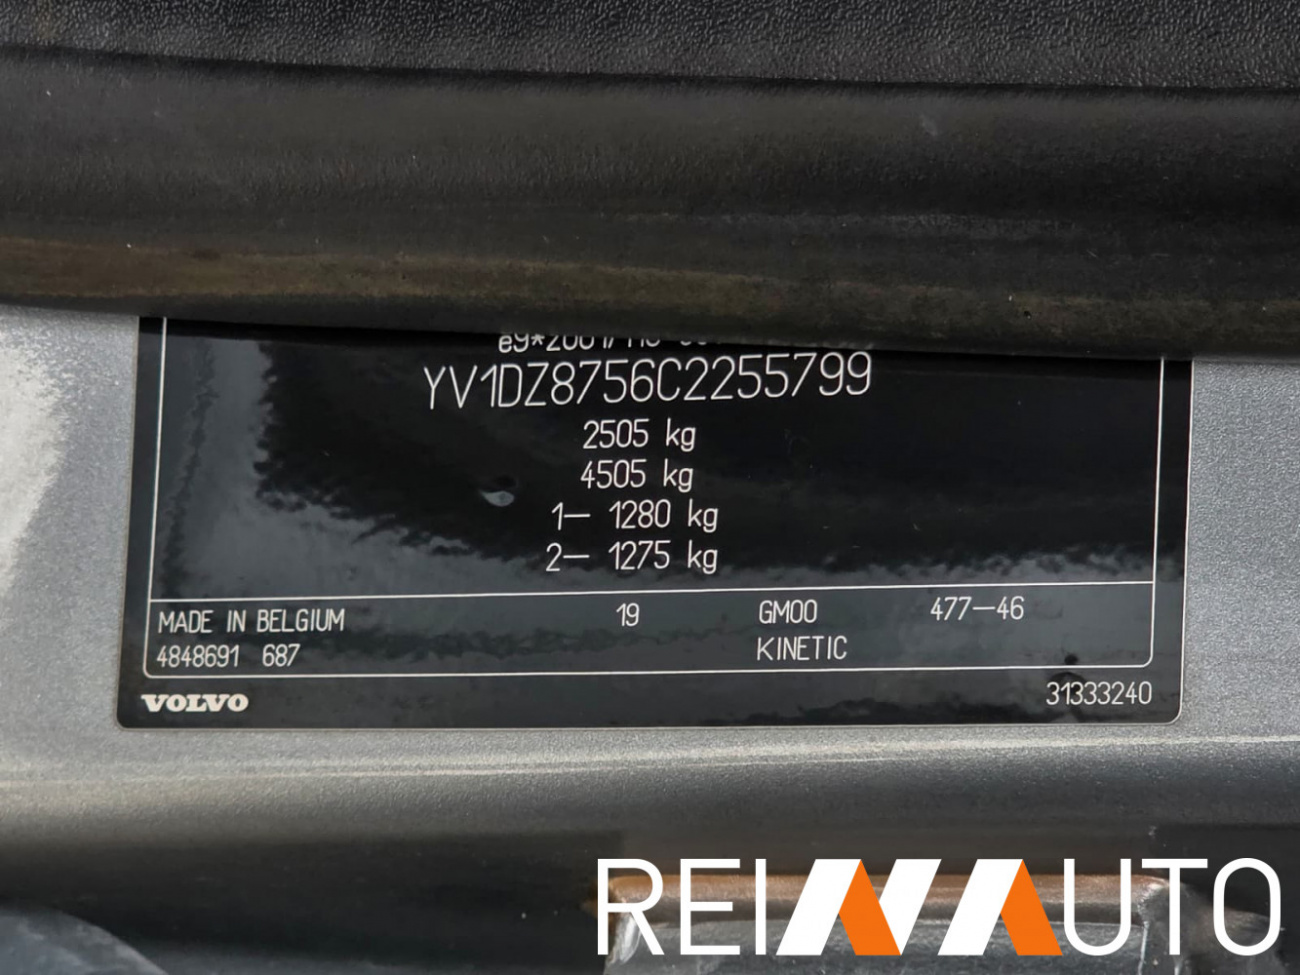 YV1DZ8756C2255799
2505 kg
4505 kg
1— 1280 kg
2— 1275 kg
MADE IN BELGIUM 19 GM00 477—46
4848691 687 KINETIC
VOLVO 31333240
REINAUTO